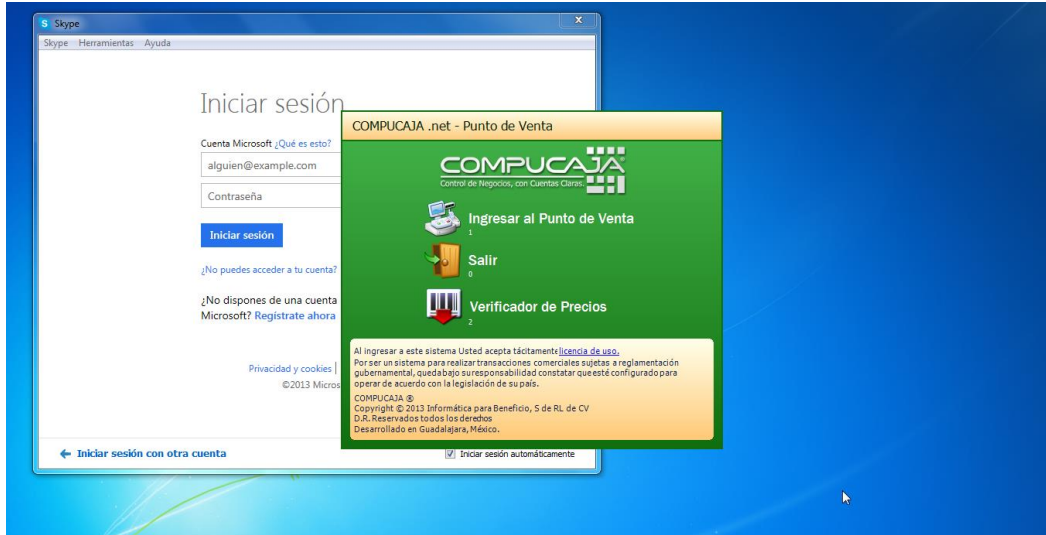 Skype
Skype Herramientas Ayuda
Iniciar sesión
Cuenta Microsoft ¿Qué es esto?
alguien@example.com
Contraseña
Iniciar sesión
¿No puedes acceder a tu cuenta?
¿No dispones de una cuenta
Microsoft? Regístrate ahora
Privacidad y cookies
©2013 Micros
Iniciar sesión con otra cuenta
Iniciar sesión automáticamente
COMPUCAJA .net - Punto de Venta
COMPUCAJA
Control de Negocios, con Cuentas Claras.
Ingresar al Punto de Venta
1
Salir
0
Verificador de Precios
2
Al ingresar a este sistema Usted acepta tácitamente licencia de uso.
Por ser un sistema para realizar transacciones comerciales sujetas a reglamentación
gubernamental, queda bajo su responsabilidad constatar que esté configurado para
operar de acuerdo con la legislación de su país.
COMPUCAJA ®
Copyright © 2013 Informática para Beneficio, S de RL de CV
D.R. Reservados todos los derechos
Desarrollado en Guadalajara, México.